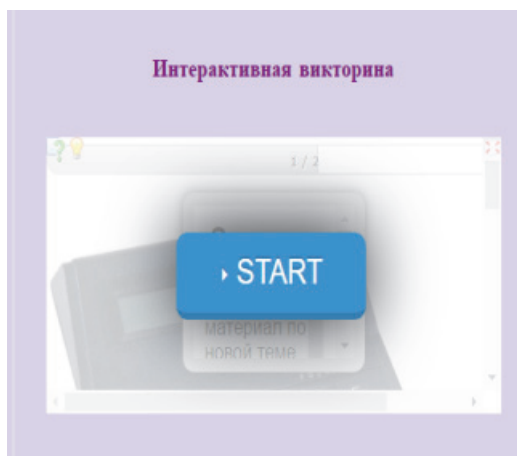 Интерактивная викторина
1 / 2
START
материал по
новой теме